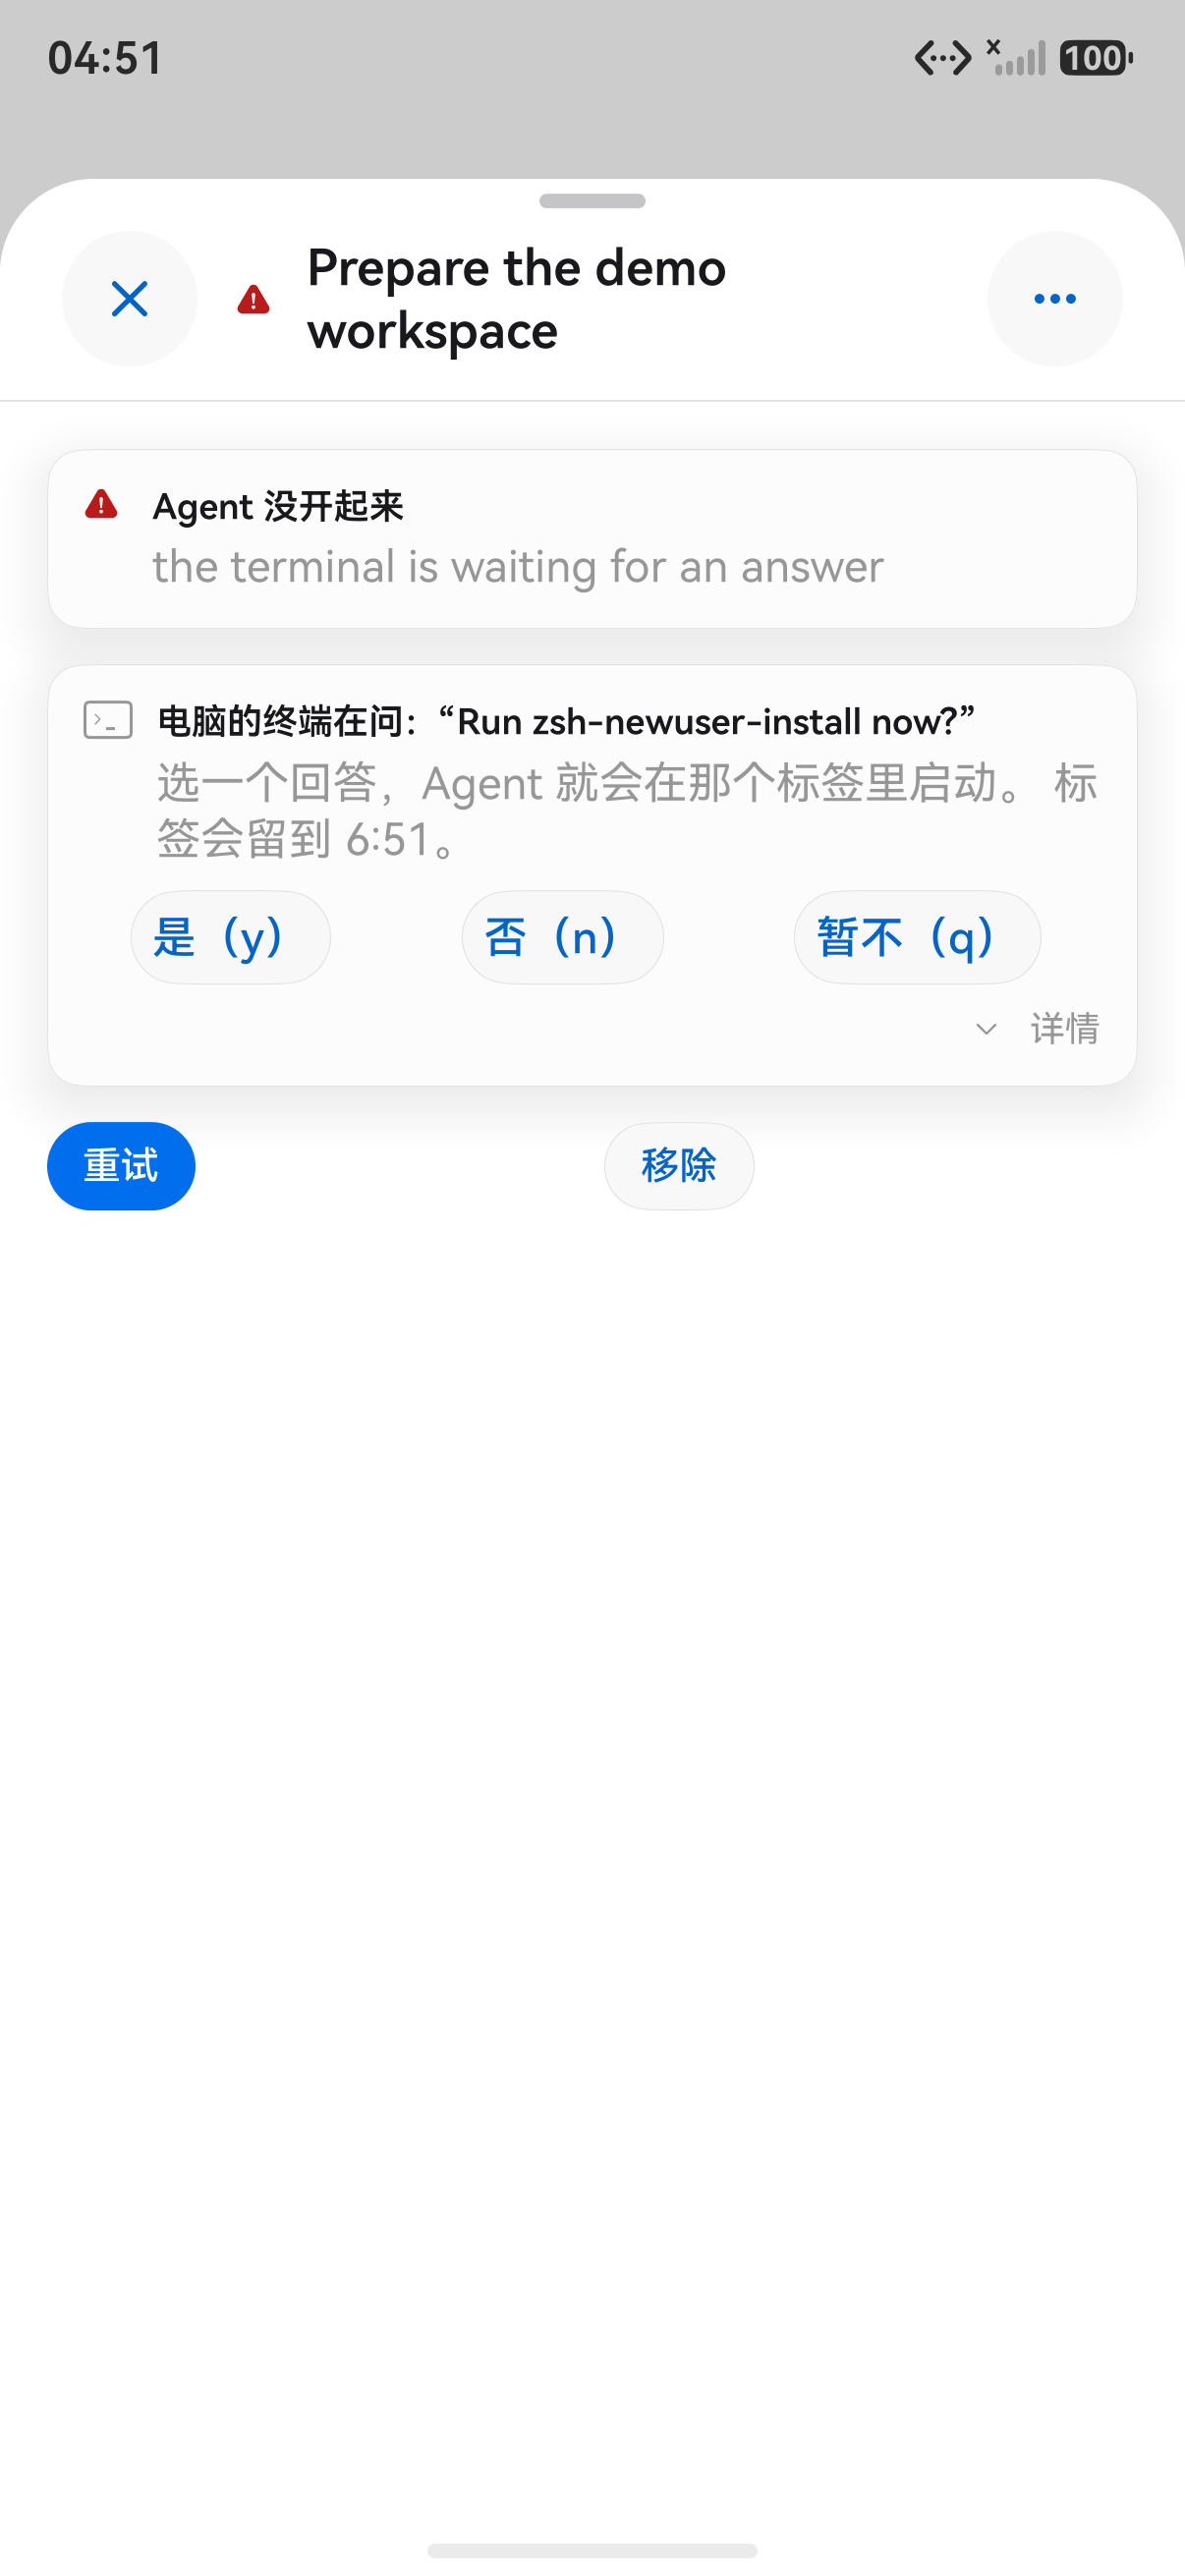 04:51
100
Prepare the demo
workspace
Agent 没开起来
the terminal is waiting for an answer
电脑的终端在问：“Run zsh-newuser-install now?”
选一个回答，Agent 就会在那个标签里启动。 标
签会留到 6:51。
是（y）
否（n）
暂不（q）
详情
重试
移除